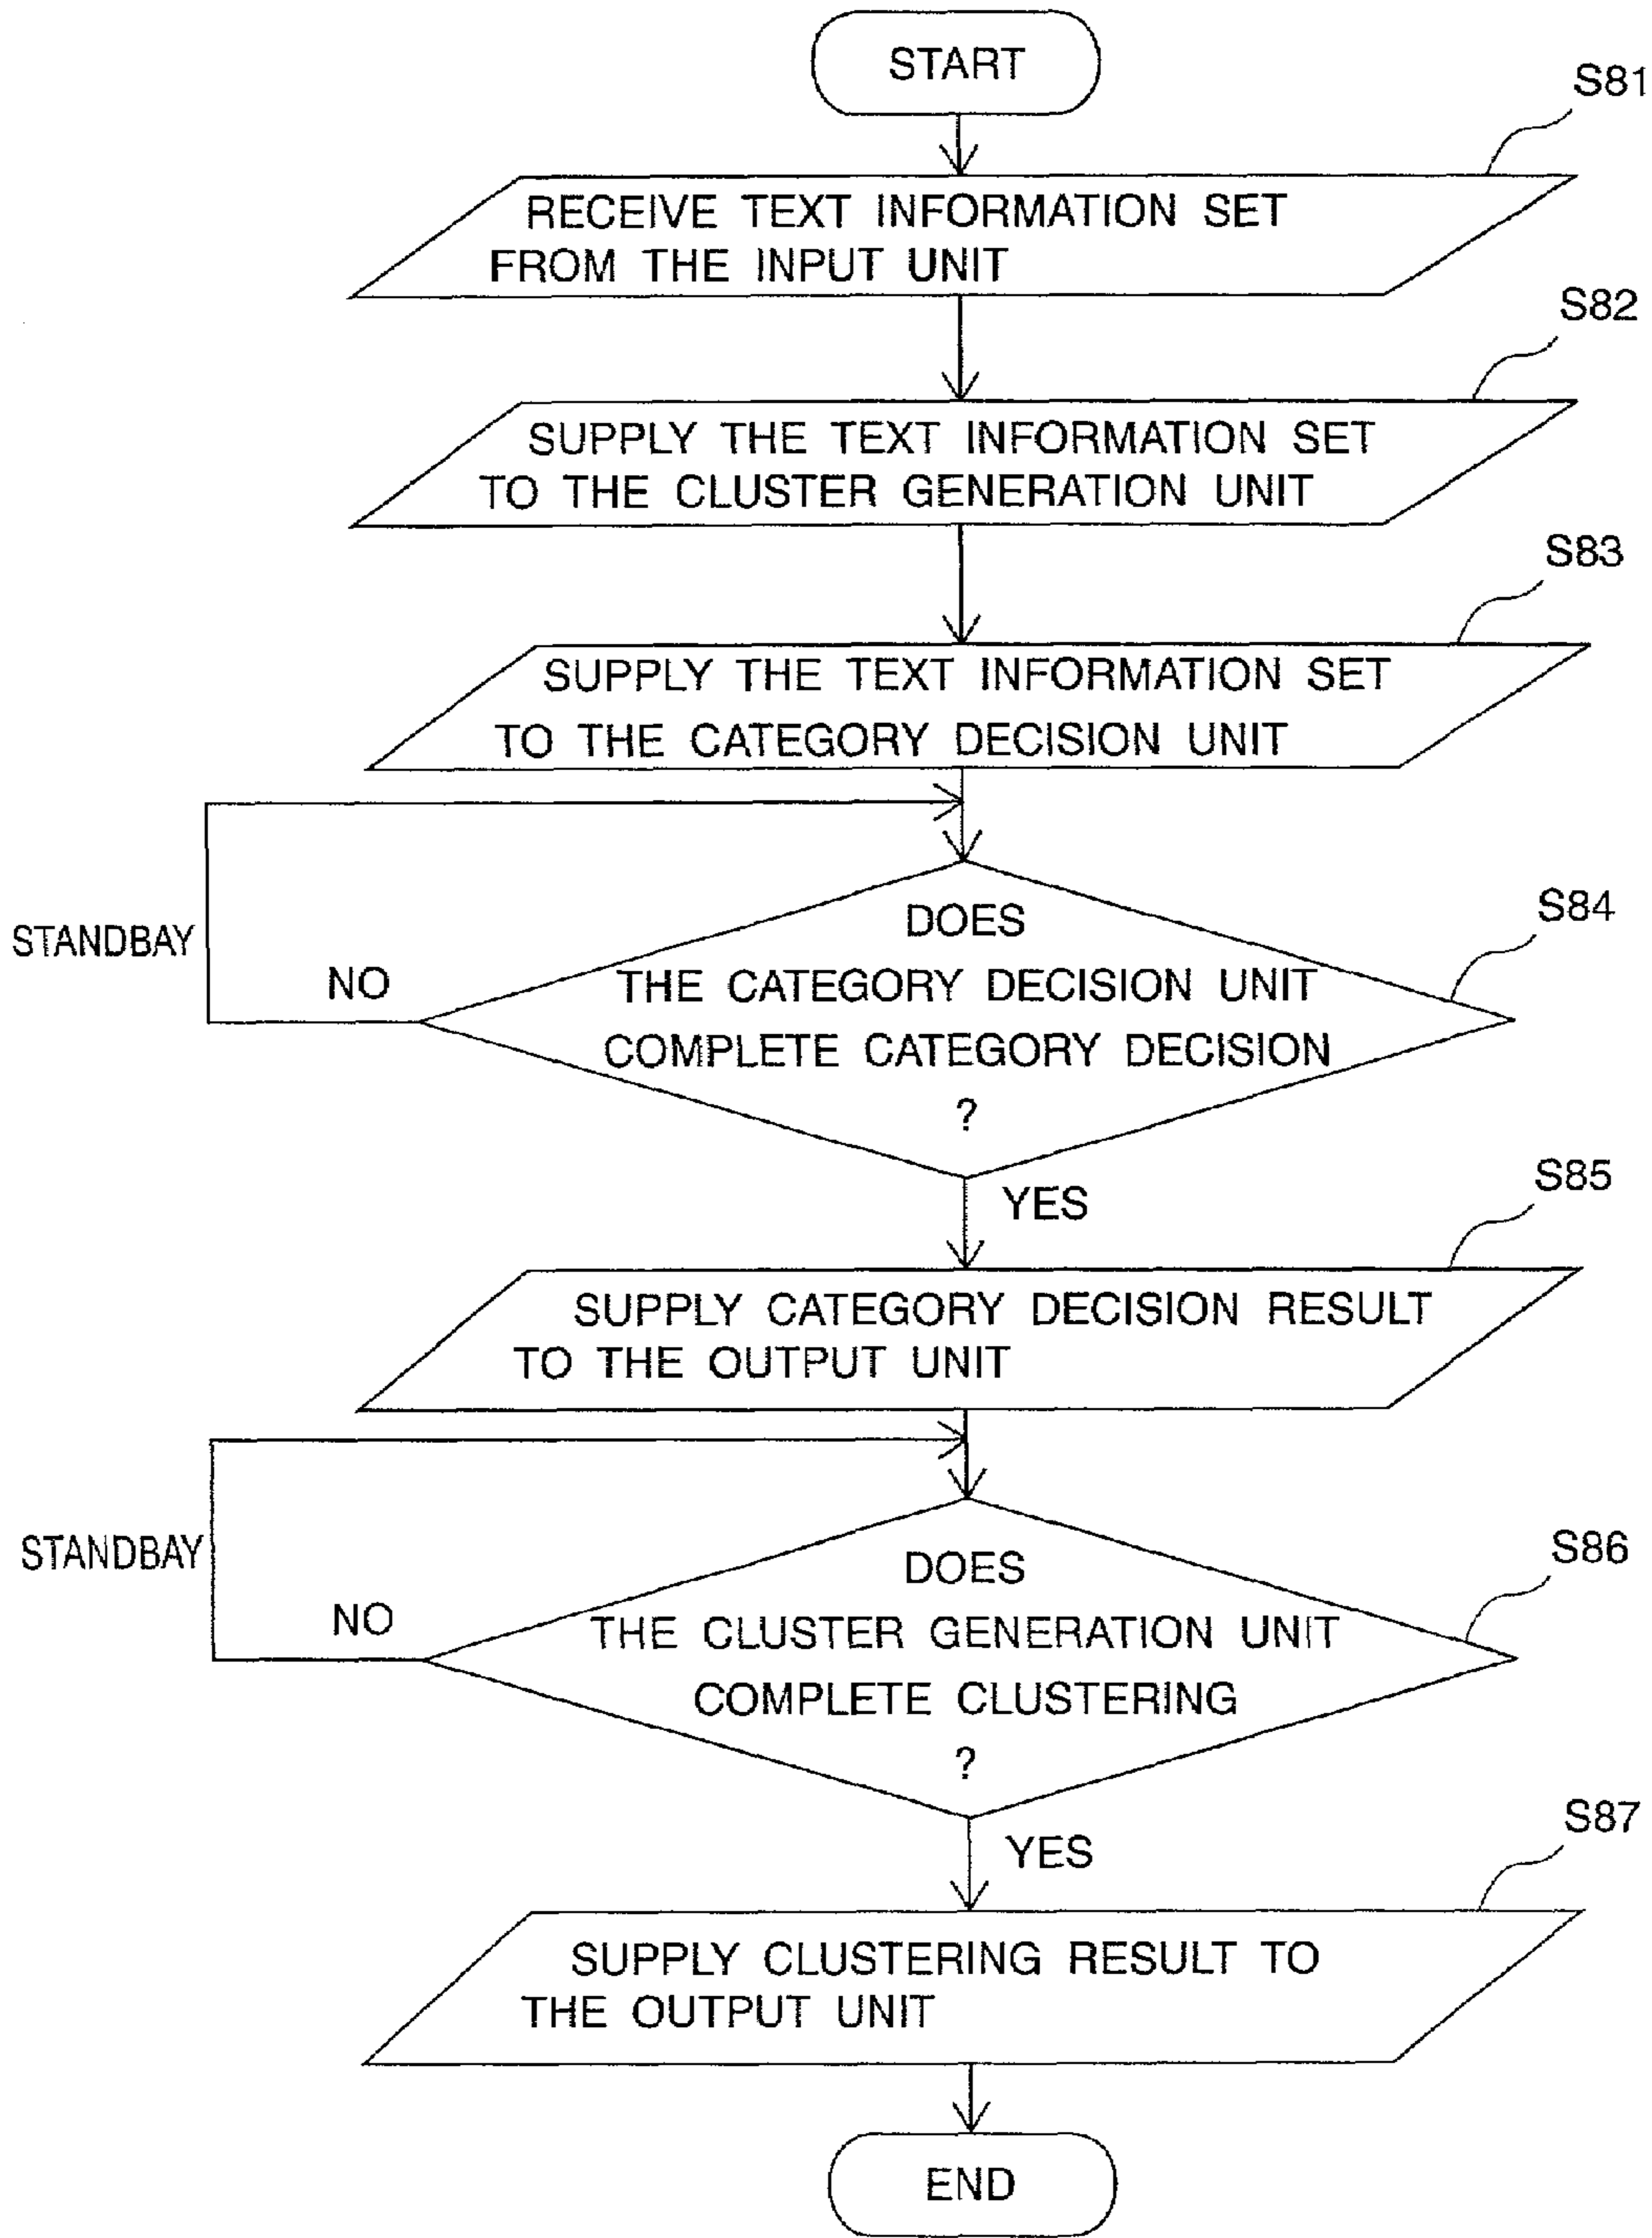 START
S81
RECEIVE TEXT INFORMATION SET
FROM THE INPUT UNIT
S82
SUPPLY THE TEXT INFORMATION SET
TO THE CLUSTER GENERATION UNIT
S83
SUPPLY THE TEXT INFORMATION SET
TO THE CATEGORY DECISION UNIT
S84
DOES
THE CATEGORY DECISION UNIT
COMPLETE CATEGORY DECISION
?
STANDBAY
NO
YES
S85
SUPPLY CATEGORY DECISION RESULT
TO THE OUTPUT UNIT
S86
DOES
THE CLUSTER GENERATION UNIT
COMPLETE CLUSTERING
?
STANDBAY
NO
YES
S87
SUPPLY CLUSTERING RESULT TO
THE OUTPUT UNIT
END